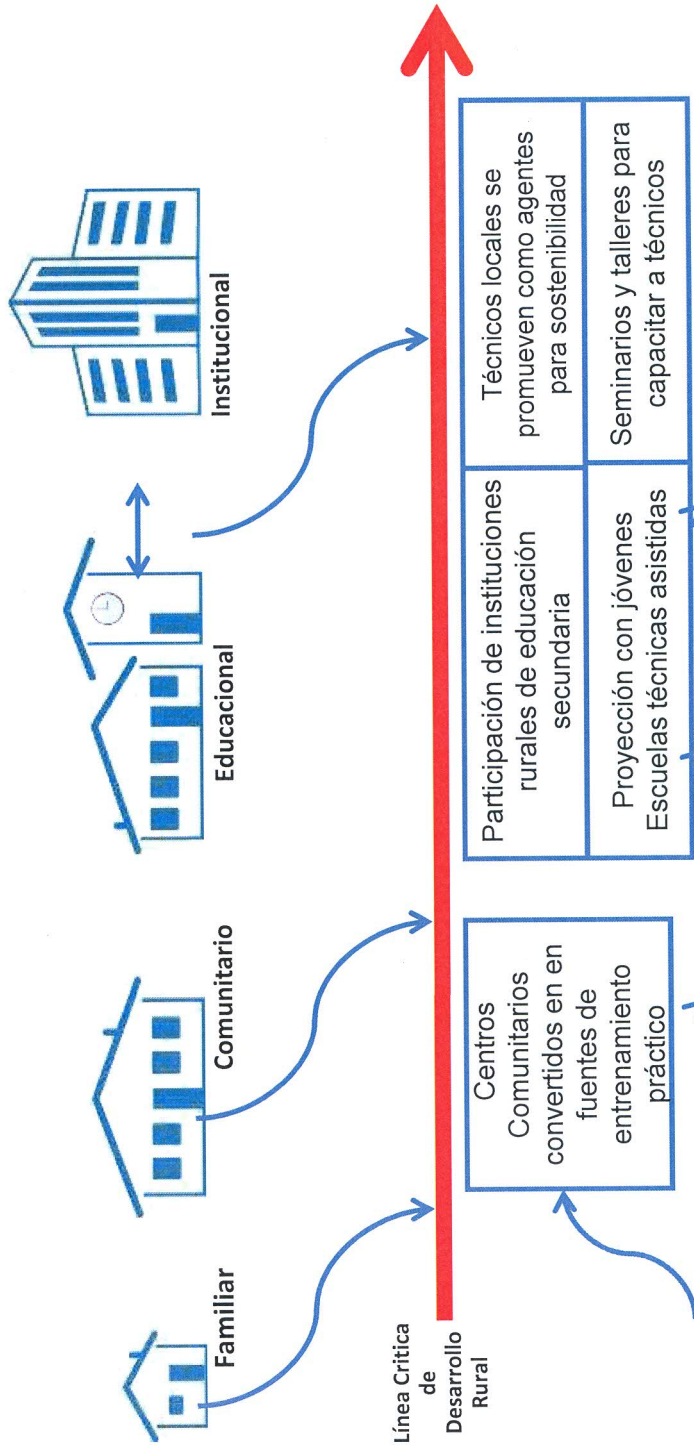 Familiar
Comunitario
Educacional
Institucional
Línea Critica
de
Desarrollo
Rural
Centros
Comunitarios
convertidos en en
fuentes de
entrenamiento
práctico
Participación de instituciones
rurales de educación
secundaria
Técnicos locales se
promueven como agentes
para sostenibilidad
Proyección con jóvenes
Escuelas técnicas asistidas
Seminarios y talleres para
capacitar a técnicos